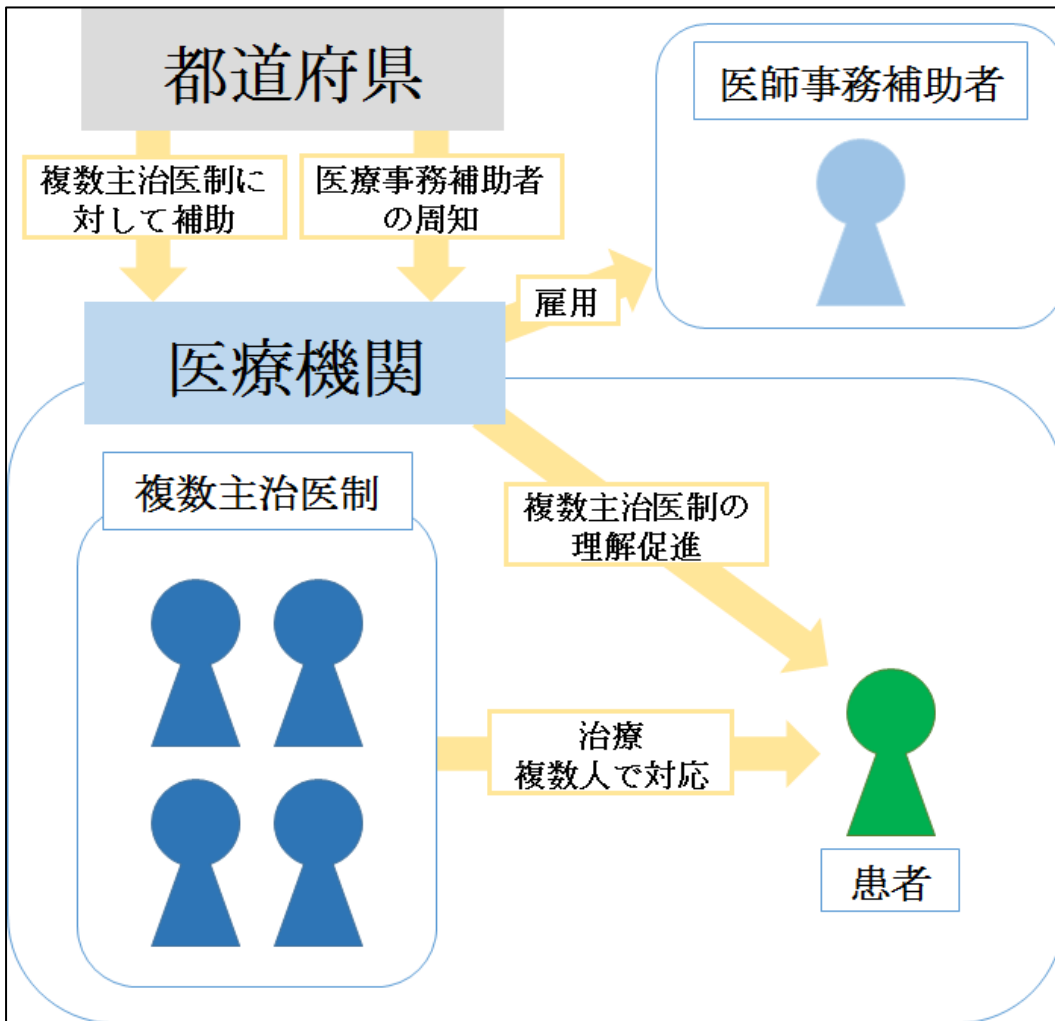 都道府県
医師事務補助者
複数主治医制に
対して補助
医療事務補助者
の周知
雇用
医療機関
複数主治医制
複数主治医制の
理解促進
治療
複数人で対応
患者